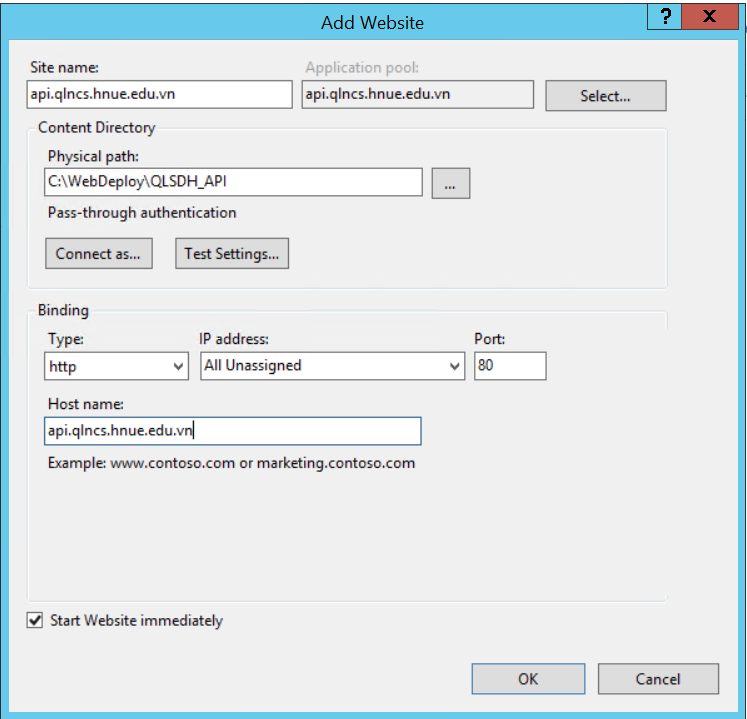 Add Website
? X
Site name:
Application pool:
api.qlncs.hnue.edu.vn
api.qlncs.hnue.edu.vn
Select...
Content Directory
Physical path:
C:\WebDeploy\QLSDH_API
...
Pass-through authentication
Connect as...
Test Settings...
Binding
Type:
IP address:
Port:
http
All Unassigned
80
Host name:
api.qlncs.hnue.edu.vn
Example: www.contoso.com or marketing.contoso.com
Start Website immediately
OK
Cancel